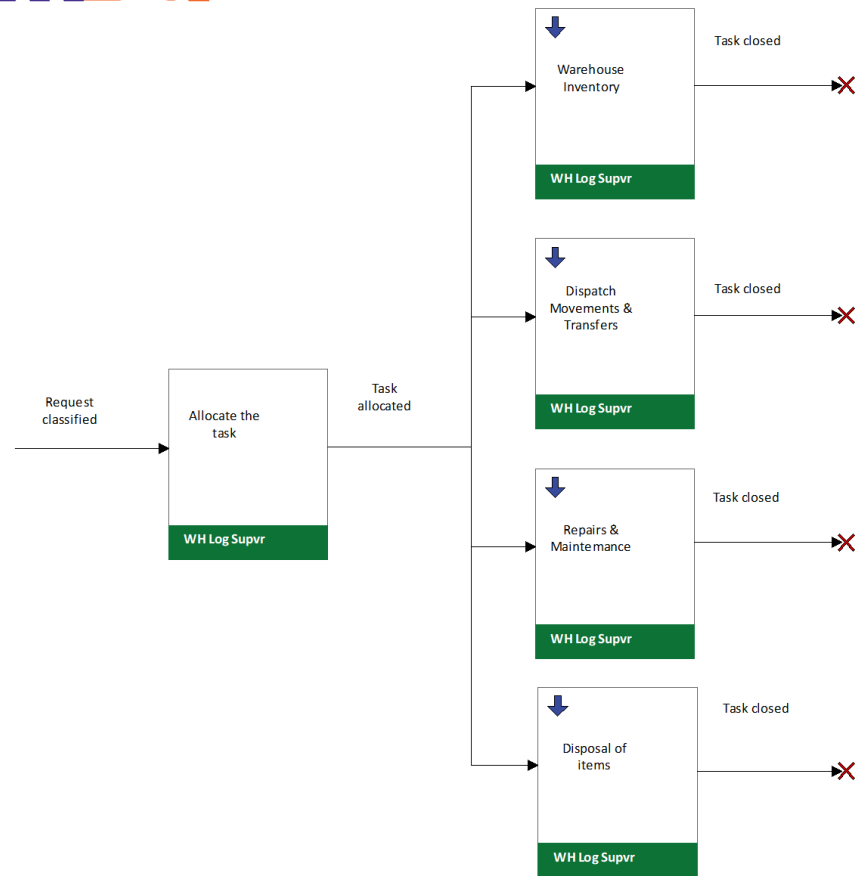 Request
classified
Allocate the
task
WH Log Supvr
Task
allocated
Warehouse
Inventory
WH Log Supvr
Task closed
Dispatch
Movements &
Transfers
WH Log Supvr
Task closed
Repairs &
Maintemance
WH Log Supvr
Task closed
Disposal of
items
WH Log Supvr
Task closed